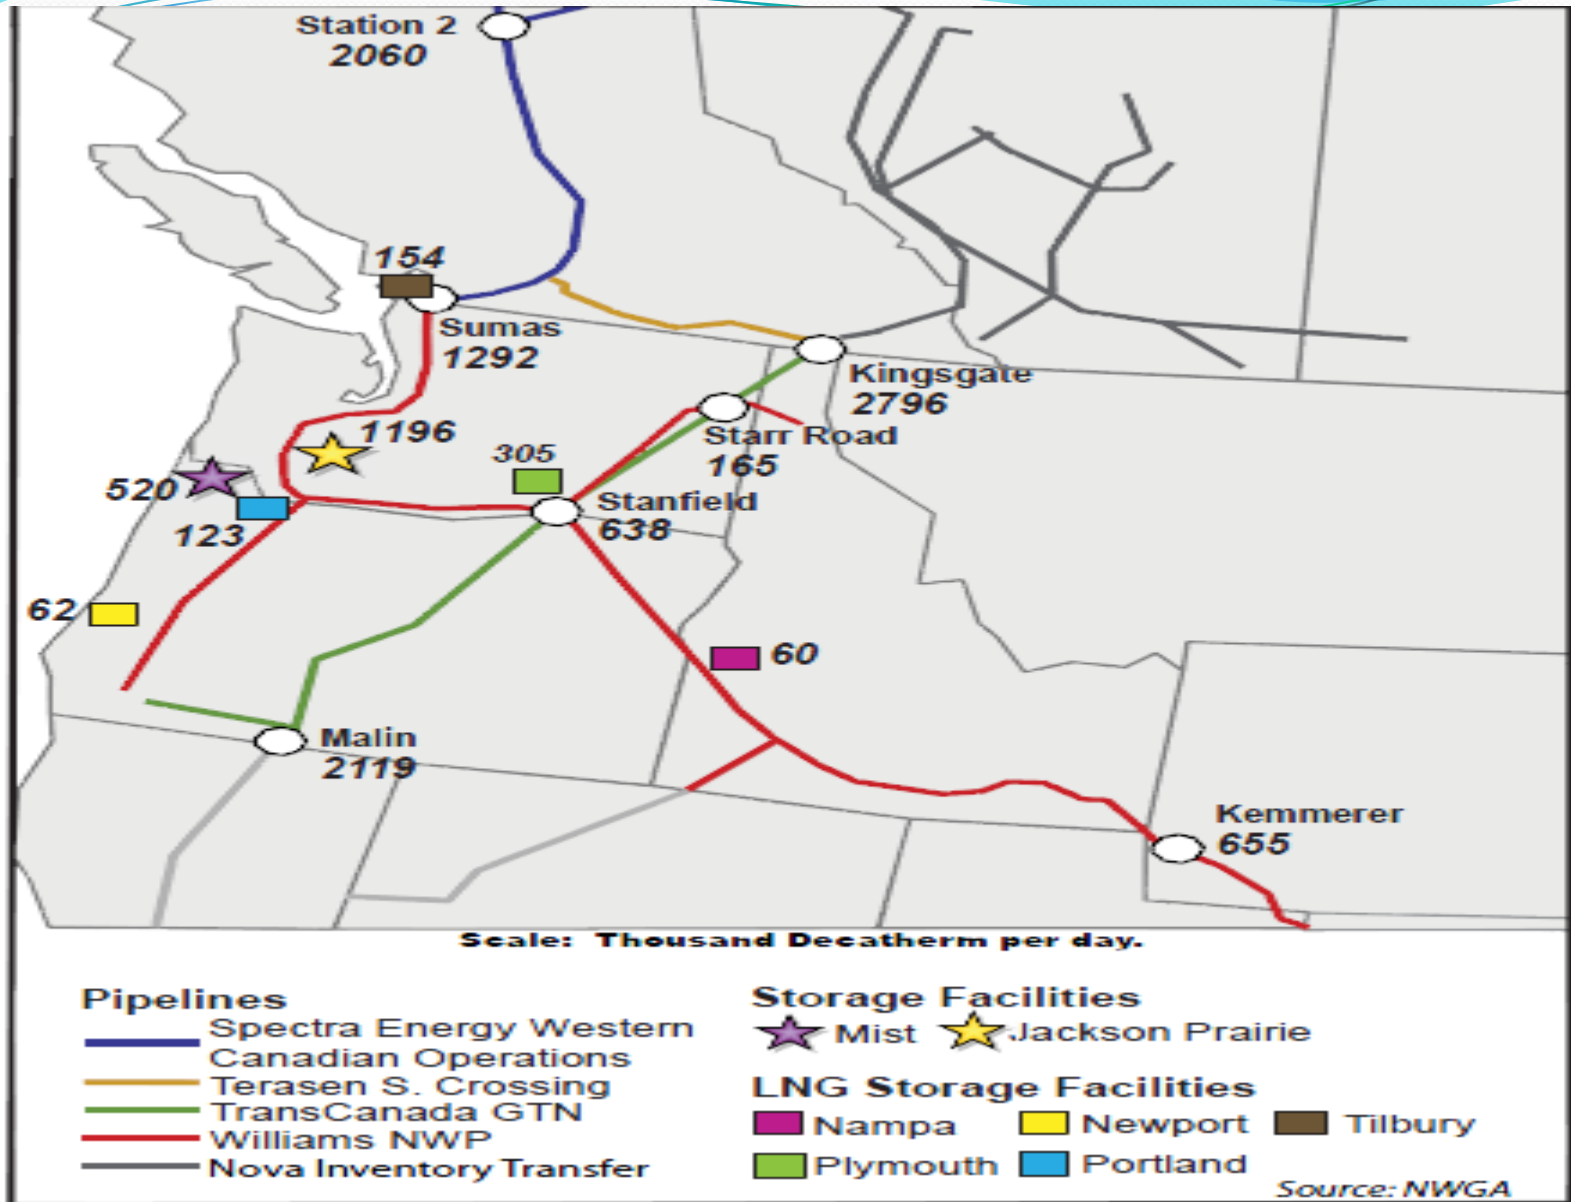 Station 2
2060
154
Sumas
1292
Kingsgate
2796
1196
Starr Road
165
305
520
Stanfield
638
123
62
60
Malin
2119
Kemmerer
655
Scale: Thousand Decatherm per day.
Pipelines
Spectra Energy Western
Canadian Operations
Terasen S. Crossing
TransCanada GTN
Williams NWP
Nova Inventory Transfer
Storage Facilities
Mist Jackson Prairie
LNG Storage Facilities
Nampa Newport Tilbury
Plymouth Portland
Source: NWGA